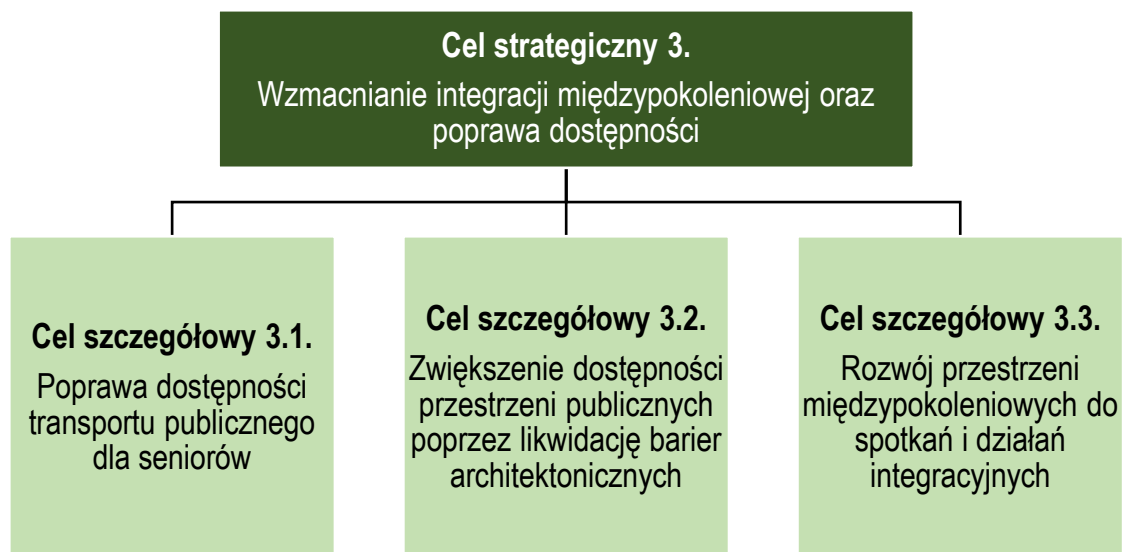 Cel strategiczny 3.
Wzmacnianie integracji międzypokoleniowej oraz
poprawa dostępności
Cel szczegółowy 3.1.
Poprawa dostępności
transportu publicznego
dla seniorów
Cel szczegółowy 3.2.
Zwiększenie dostępności
przestrzeni publicznych
poprzez likwidację barier
architektonicznych
Cel szczegółowy 3.3.
Rozwój przestrzeni
międzypokoleniowych do
spotkań i działań
integracyjnych